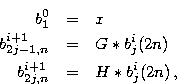 b_1^0 = x
b_{2j-1,n}^{i+1} = G * b_j^i(2n)
b_{2j,n}^{i+1} = H * b_j^i(2n) ,